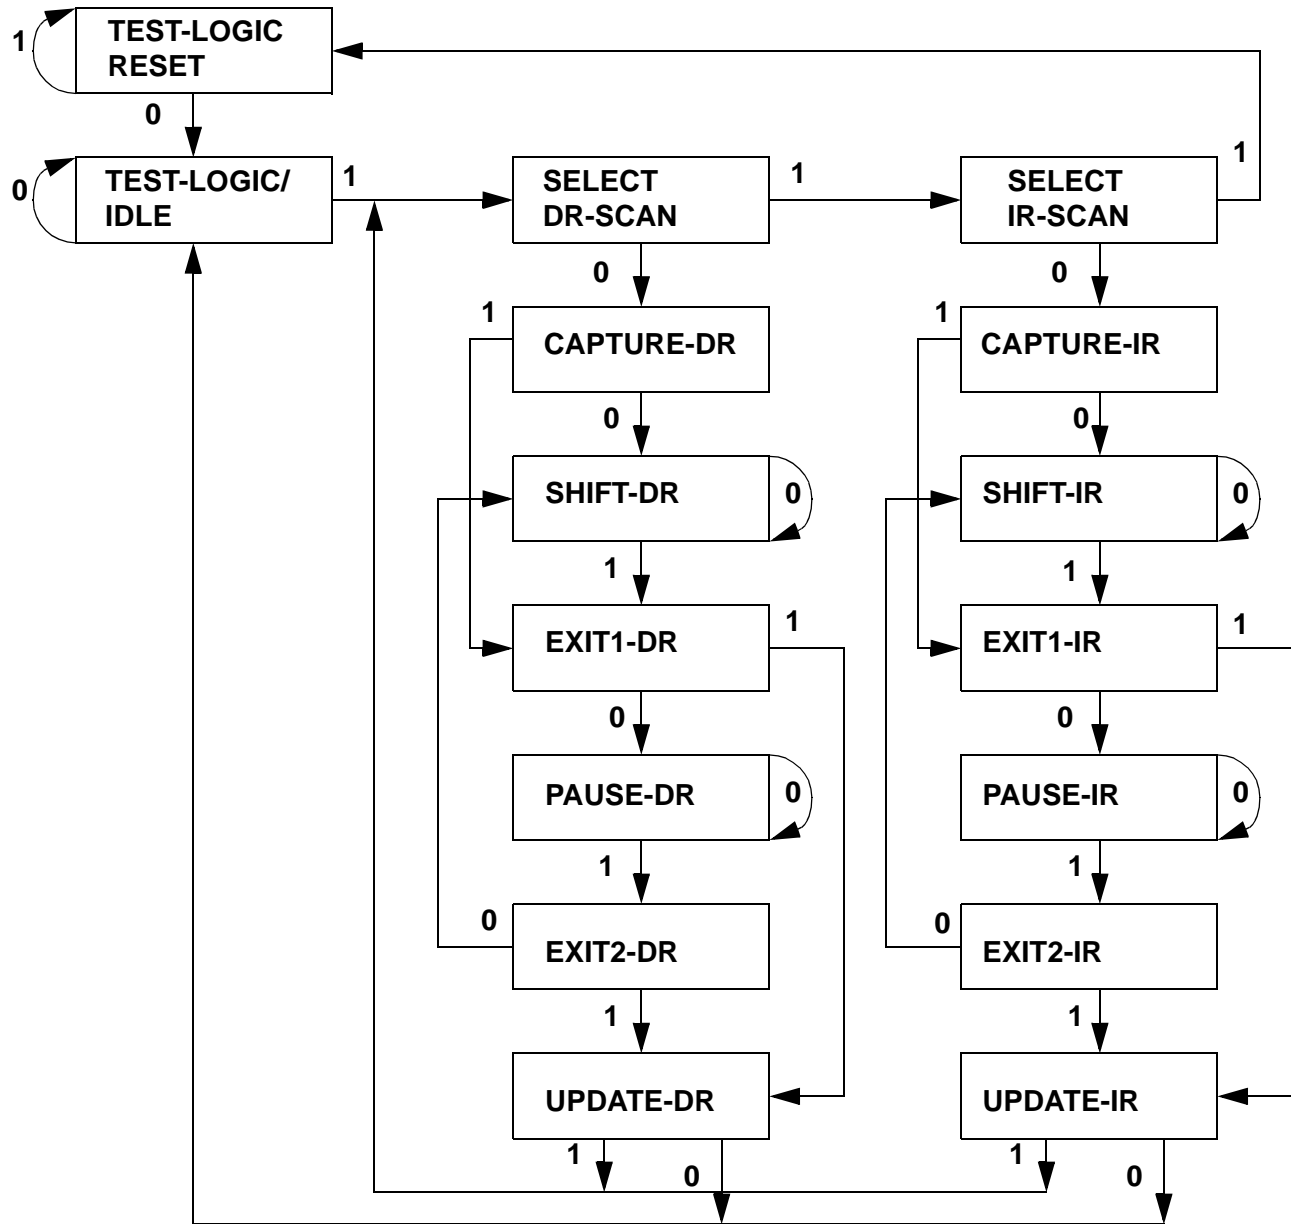 TEST-LOGIC
RESET
1
0
TEST-LOGIC/
IDLE
0
1
SELECT
DR-SCAN
1
SELECT
IR-SCAN
1
0
0
1
CAPTURE-DR
1
CAPTURE-IR
0
0
SHIFT-DR
0
SHIFT-IR
0
1
1
EXIT1-DR
1
EXIT1-IR
1
0
0
PAUSE-DR
0
PAUSE-IR
0
1
1
0
EXIT2-DR
0
EXIT2-IR
1
1
UPDATE-DR
UPDATE-IR
1
0
1
0